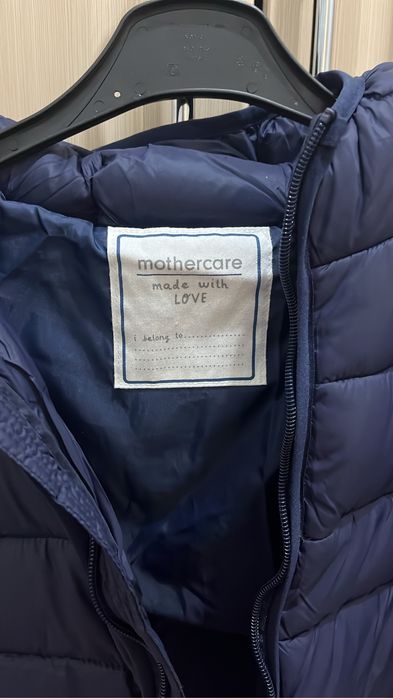 mothercare
made with
LOVE
i belong to...............